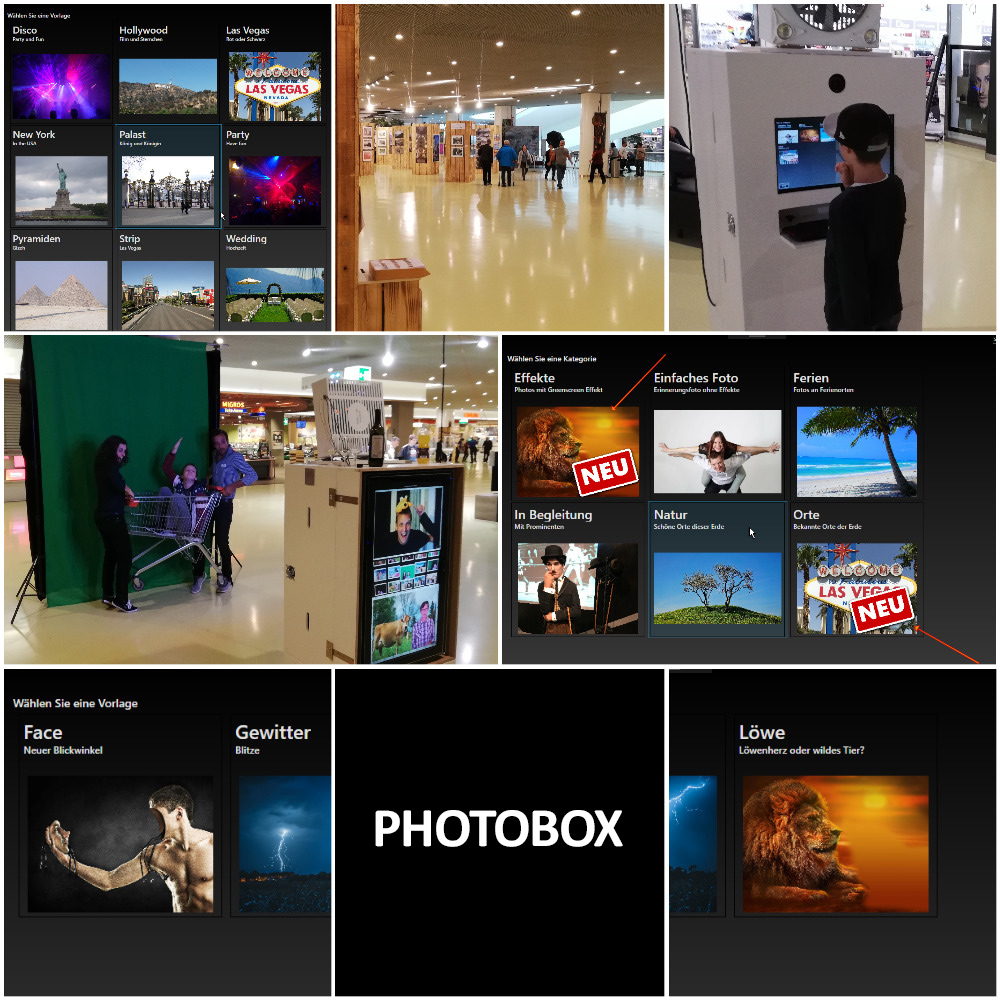 Wählen Sie eine Vorlage
Disco
Party und Fun
Hollywood
Film und Sternchen
Las Vegas
Rot oder Schwarz
WELCOME
LAS VEGAS
NEVADA
New York
In the USA
Palast
König und Königin
Party
Have fun
Pyramiden
Gizeh
Strip
Las Vegas
Wedding
Hochzeit
MIGROS
Wählen Sie eine Kategorie
Effekte
Photos mit Greenscreen Effekt
NEU
Einfaches Foto
Erinnerungsfoto ohne Effekte
Ferien
Fotos an Ferienorten
In Begleitung
Mit Prominenten
Natur
Schöne Orte dieser Erde
Orte
Bekannte Orte der Erde
WELCOME
LAS VEGAS
NEU
Wählen Sie eine Vorlage
Face
Neuer Blickwinkel
Gewitter
Blitze
PHOTOBOX
Löwe
Löwenherz oder wildes Tier?